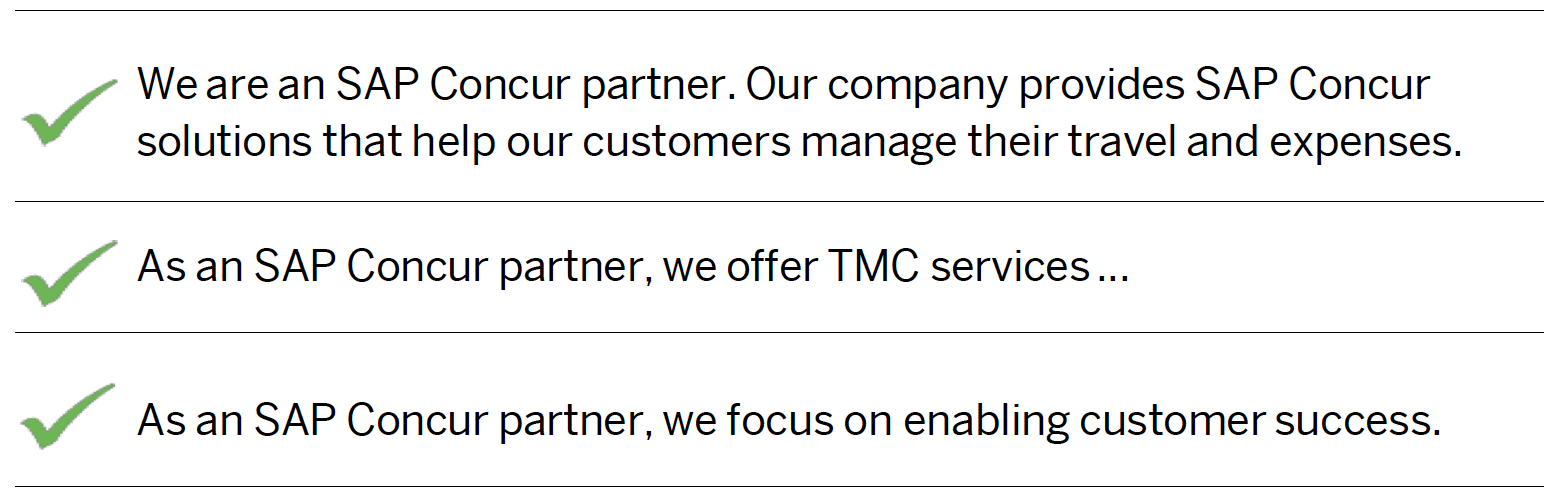 We are an SAP Concur partner. Our company provides SAP Concur
solutions that help our customers manage their travel and expenses.
As an SAP Concur partner, we offer TMC services...
As an SAP Concur partner, we focus on enabling customer success.